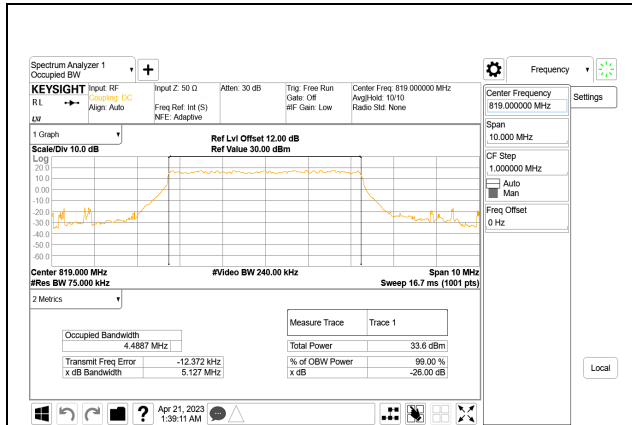 Spectrum Analyzer 1
Occupied BW
Frequency
KEYSIGHT
Input: RF
Input Z: 50 Ω
Atten: 30 dB
Trig: Free Run
Center Freq: 819.000000 MHz
RL
Coupling: DC
Gate: Off
Avg|Hold: 10/10
Align: Auto
Freq Ref: Int (S)
#IF Gain: Low
Radio Std: None
LXI
NFE: Adaptive
Center Frequency
819.000000 MHz
Settings
Span
10.000 MHz
CF Step
1.000000 MHz
Auto
Man
Freq Offset
0 Hz
Local
1 Graph
Ref Lvl Offset 12.00 dB
Scale/Div 10.0 dB
Ref Value 30.00 dBm
Log
20.0
10.0
0.00
-10.0
-20.0
-30.0
-40.0
-50.0
-60.0
Center 819.000 MHz
#Video BW 240.00 kHz
Span 10 MHz
#Res BW 75.000 kHz
Sweep 16.7 ms (1001 pts)
2 Metrics
Measure Trace
Trace 1
Occupied Bandwidth
4.4887 MHz
Total Power
33.6 dBm
Transmit Freq Error
-12.372 kHz
% of OBW Power
99.00 %
x dB Bandwidth
5.127 MHz
x dB
-26.00 dB
?
Apr 21, 2023
1:39:11 AM